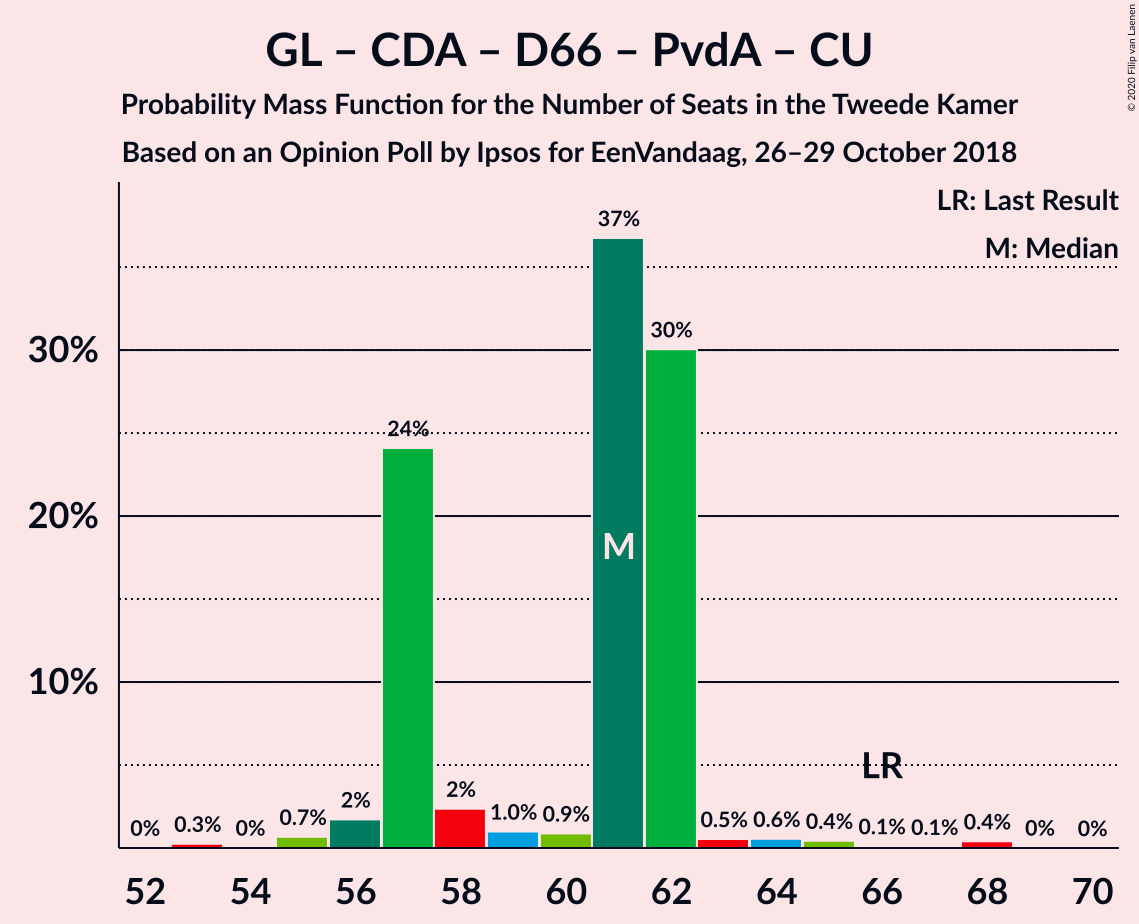 GL – CDA – D66 – PvdA – CU
Probability Mass Function for the Number of Seats in the Tweede Kamer
Based on an Opinion Poll by Ipsos for EenVandaag, 26–29 October 2018
© 2020 Filip van Laenen
LR: Last Result
M: Median
30%
20%
10%
0%
0.3%
0%
0.7%
2%
24%
2%
1.0%
0.9%
37%
M
30%
0.5%
0.6%
0.4%
LR
0.1%
0.1%
0.4%
0%
0%
52 54 56 58 60 62 64 66 68 70